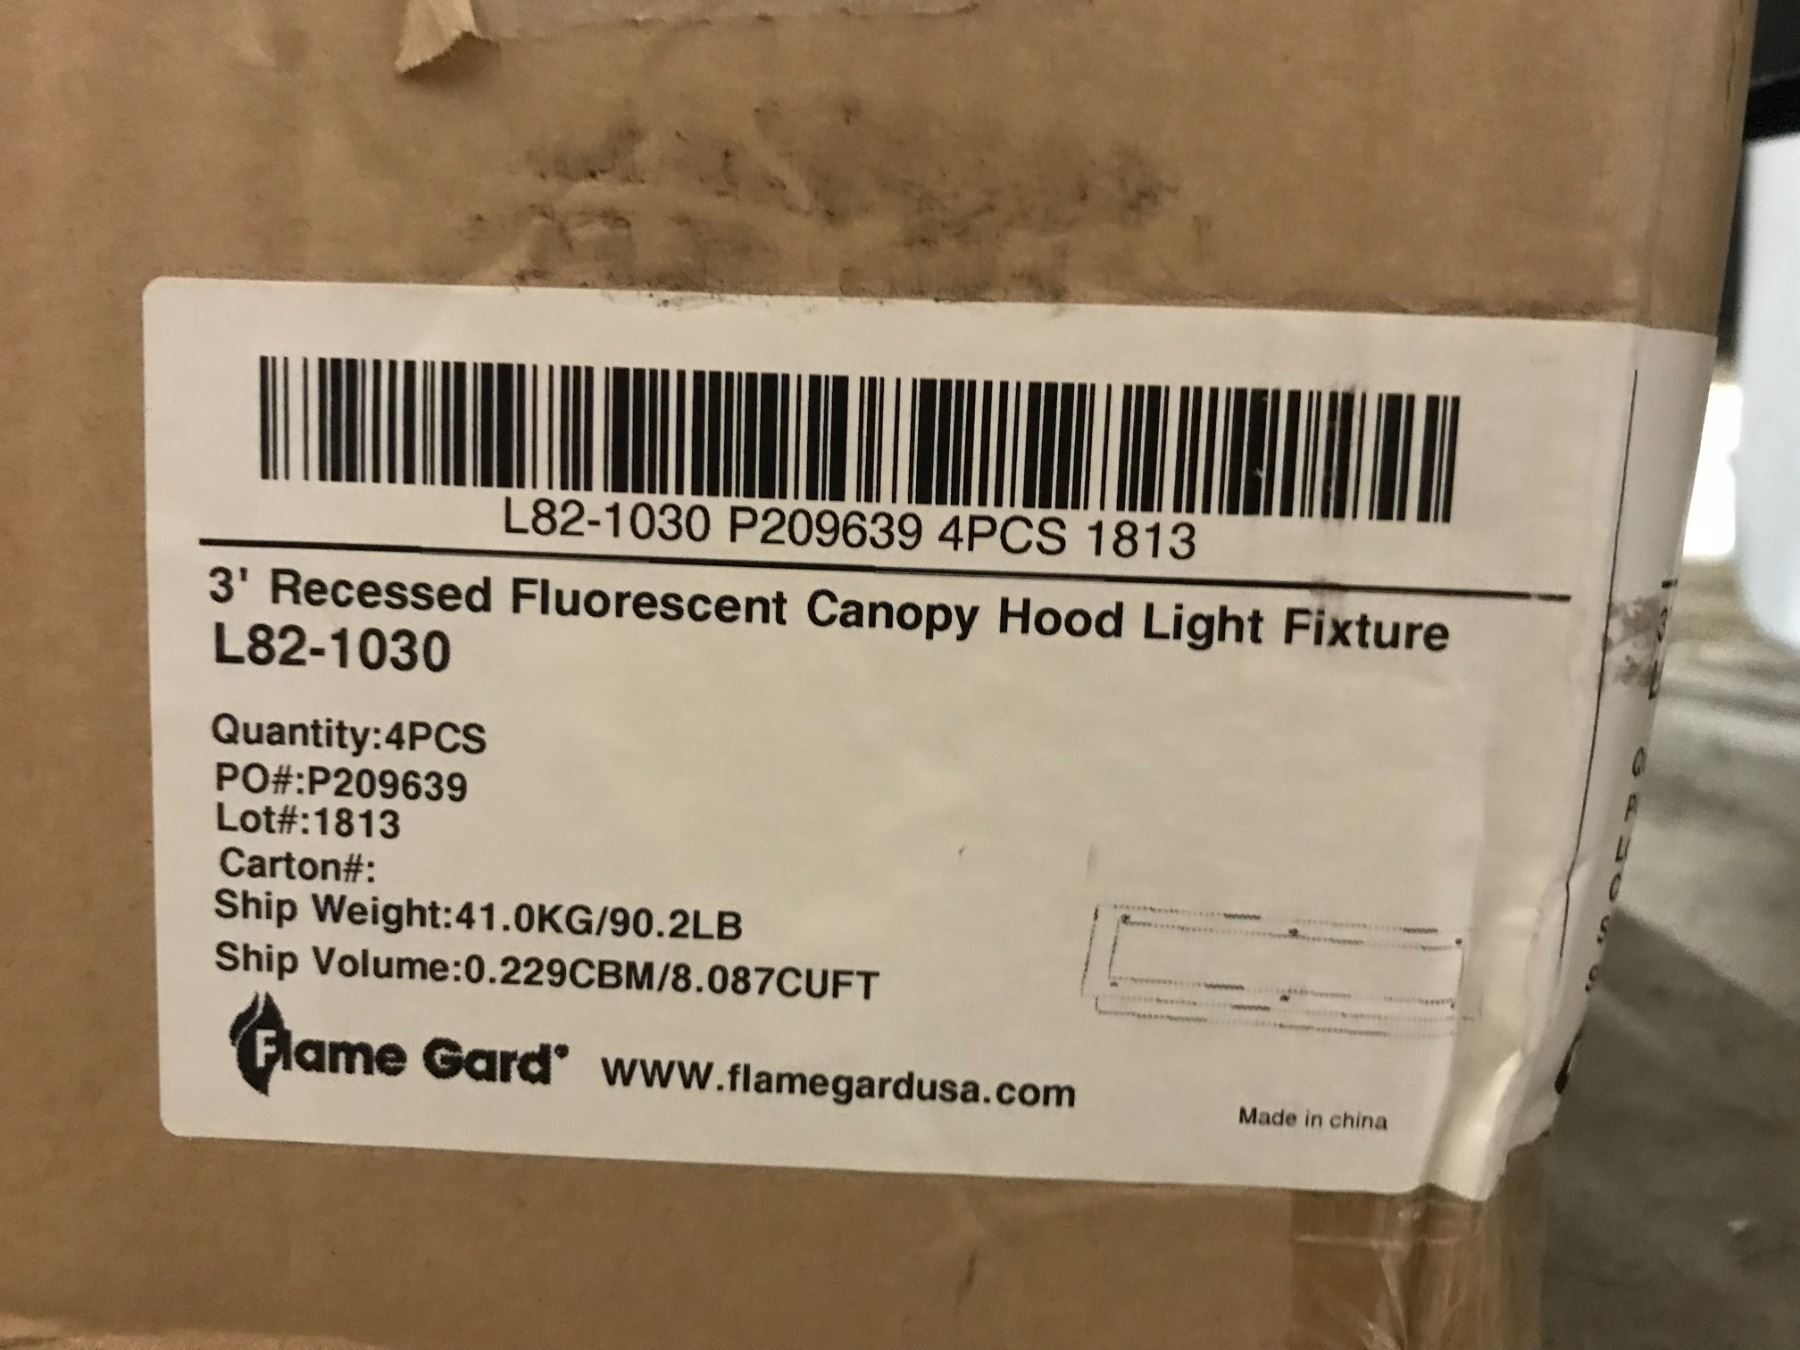 L82-1030 P209639 4PCS 1813
3' Recessed Fluorescent Canopy Hood Light Fixture
L82-1030
Quantity:4PCS
PO#:P209639
Lot#:1813
Carton#:
Ship Weight:41.0KG/90.2LB
Ship Volume:0.229CBM/8.087CUFT
Flame Gard® www.flamegardusa.com
Made in china